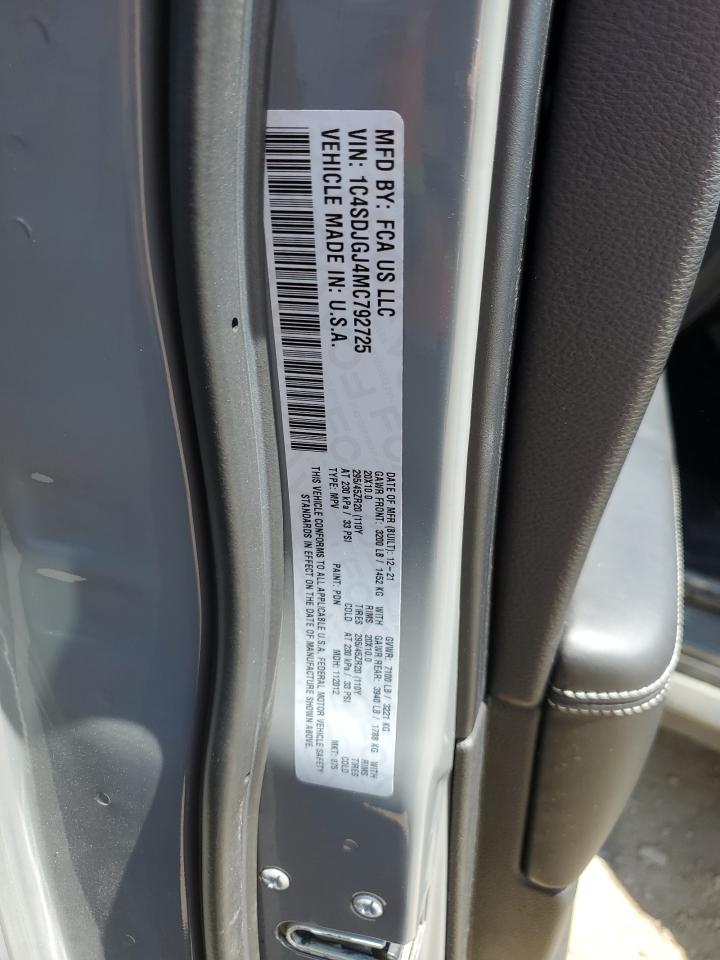 MFD BY: FCA US LLC
VIN: 1C4SDJGJ4MC792725
VEHICLE MADE IN: U.S.A.
DATE OF MFR (BUILT): 12-21 GVWR: 7100 LB / 3221 KG
GAWR FRONT: 3200 LB / 1452 KG WITH GAWR REAR: 3940 LB / 1788 KG WITH
20X10.0 RIMS 20X10.0 RIMS
295/45ZR20 (110Y TIRES 295/45ZR20 (110Y TIRES
AT 230 kPa / 33 PSI COLD AT 230 kPa / 33 PSI COLD
TYPE: MPV PAINT: PDN MDH: 112012 MKT:
THIS VEHICLE CONFORMS TO ALL APPLICABLE U.S.A. FEDERAL MOTOR VEHICLE SAFETY
STANDARDS IN EFFECT ON THE DATE OF MANUFACTURE SHOWN ABOVE.